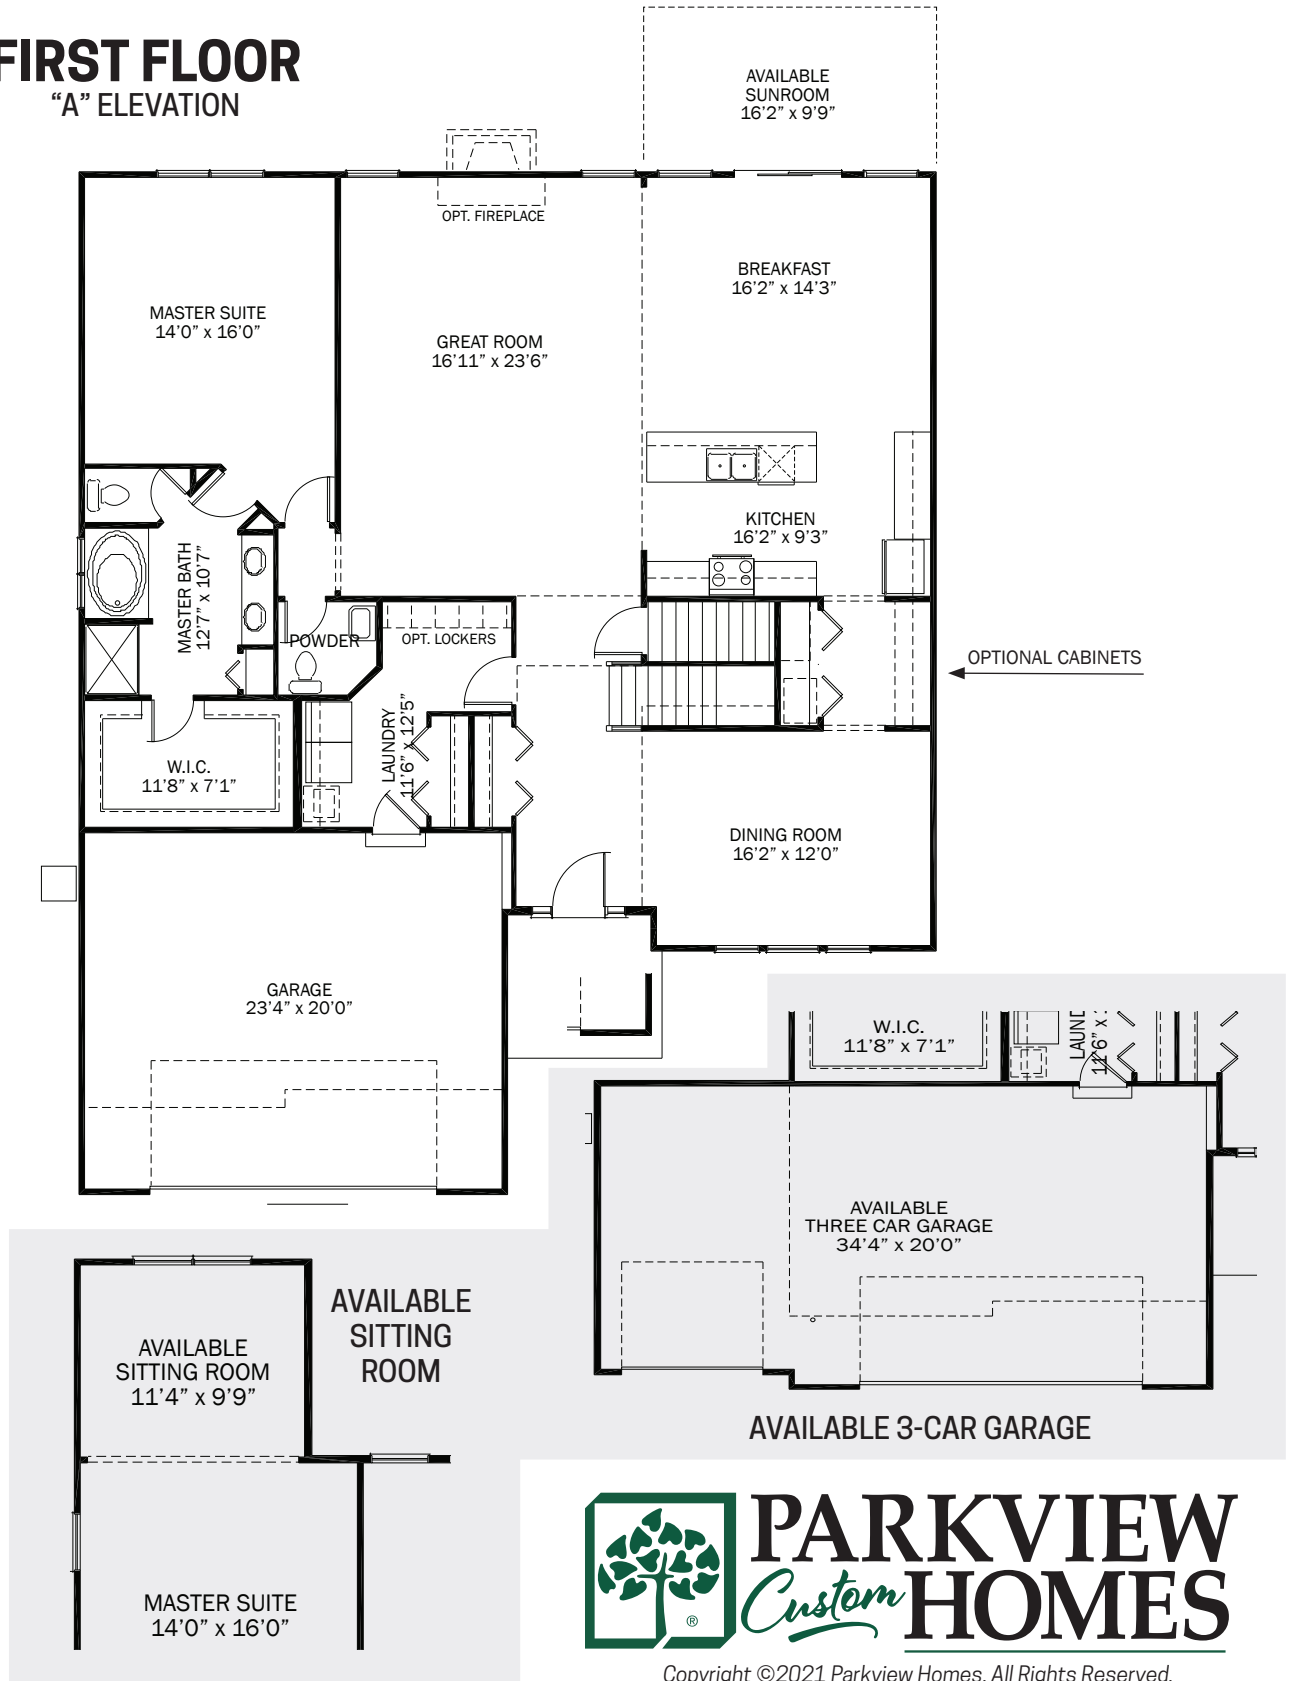 FIRST FLOOR
“A” ELEVATION
AVAILABLE
SUNROOM
16’2” x 9’9”
OPT. FIREPLACE
BREAKFAST
16’2” x 14’3”
MASTER SUITE
14’0” x 16’0”
GREAT ROOM
16’11” x 23’6”
KITCHEN
16’2” x 9’3”
MASTER BATH
12’7” x 10’7”
POWDER
OPT. LOCKERS
OPTIONAL CABINETS
LAUNDRY
11’6” x 12’5”
W.I.C.
11’8” x 7’1”
DINING ROOM
16’2” x 12’0”
GARAGE
23’4” x 20’0”
W.I.C.
11’8” x 7’1”
LAUND
11’6” x
AVAILABLE
THREE CAR GARAGE
34’4” x 20’0”
AVAILABLE 3-CAR GARAGE
AVAILABLE
SITTING
ROOM
AVAILABLE
SITTING ROOM
11’4” x 9’9”
MASTER SUITE
14’0” x 16’0”
PARKVIEW
Custom HOMES
®
Copyright ©2021 Parkview Homes. All Rights Reserved.